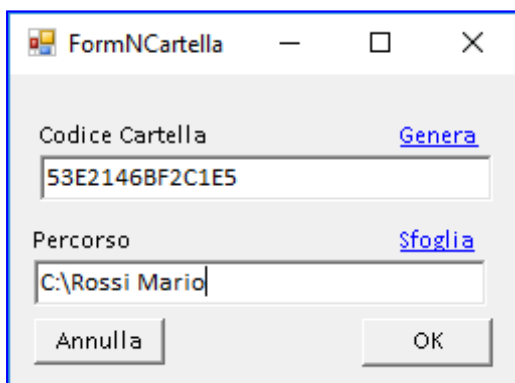 FormNCartella
Codice Cartella Genera
53E2146BF2C1E5
Percorso Sfoglia
C:\Rossi Mario
Annulla OK